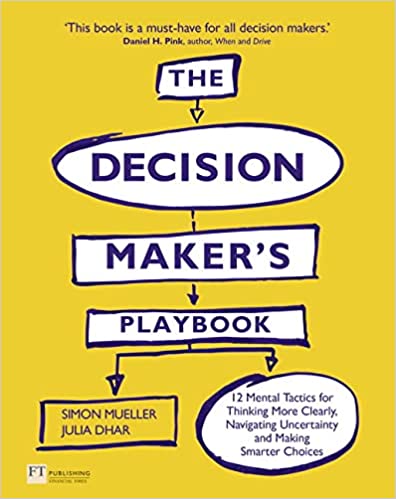 'This book is a must-have for all decision makers.'
Daniel H. Pink, author, When and Drive
THE
DECISION
MAKER'S
PLAYBOOK
SIMON MUELLER
JULIA DHAR
12 Mental Tactics for
Thinking More Clearly,
Navigating Uncertainty
and Making
Smarter Choices
FT PUBLISHING
FINANCIAL TIMES